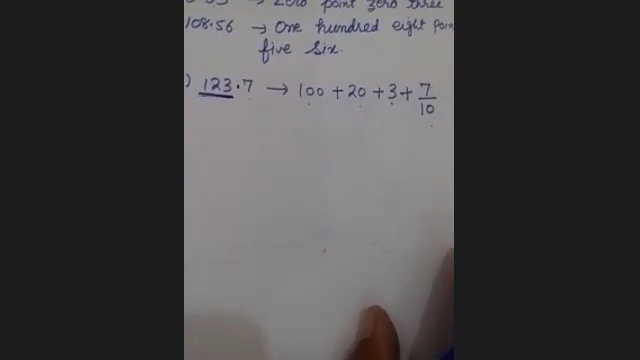 Zero point zero three
108.56 → One hundred eight point
five six.
) 123.7 → 100 + 20 + 3 + 7/10